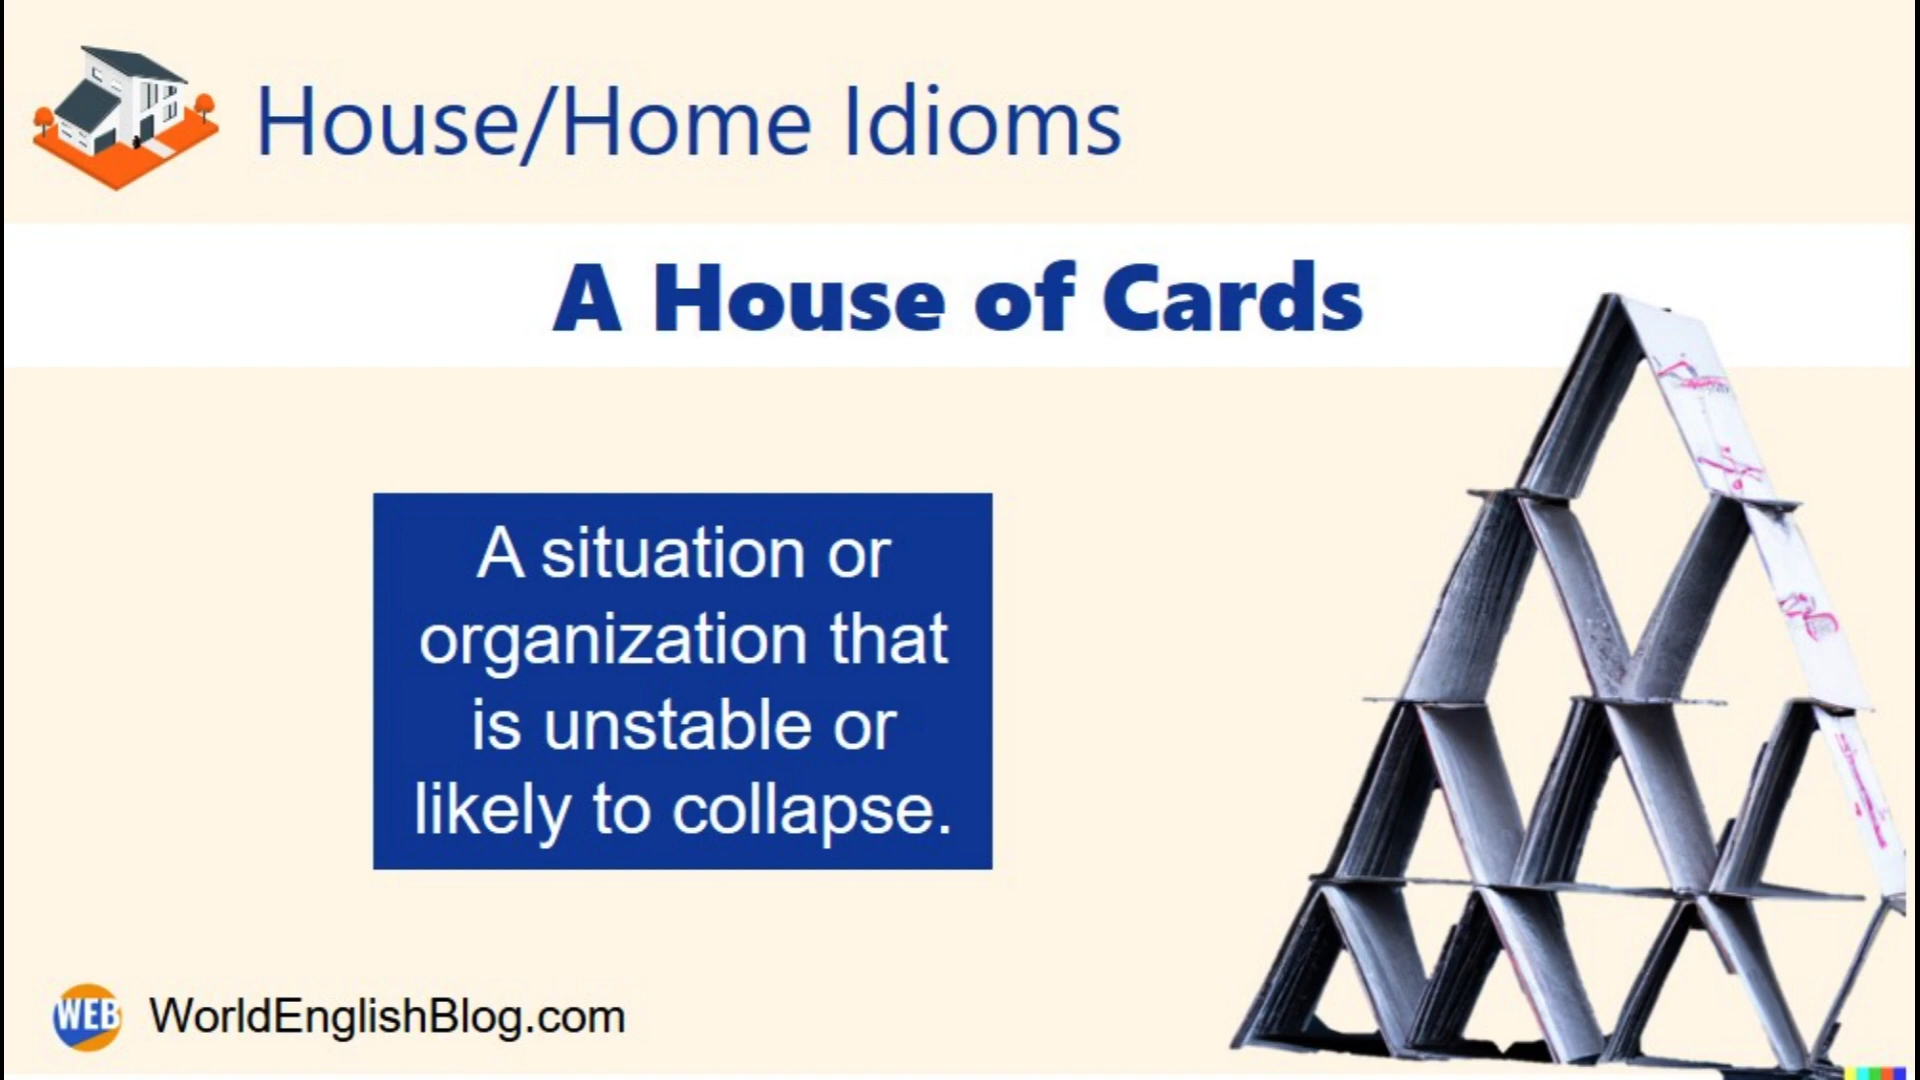 House/Home Idioms
A House of Cards
A situation or
organization that
is unstable or
likely to collapse.
WEB WorldEnglishBlog.com